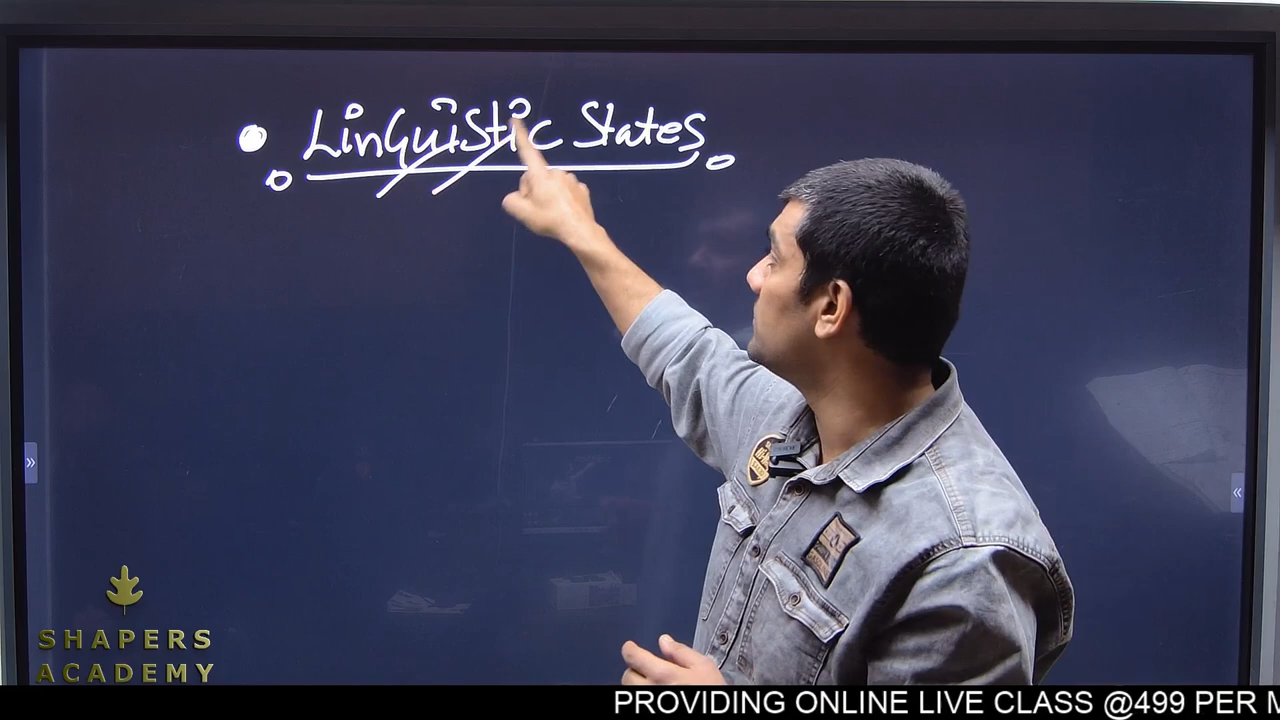 Linguistic States
SHAPERS
ACADEMY
PROVIDING ONLINE LIVE CLASS @499 PER M